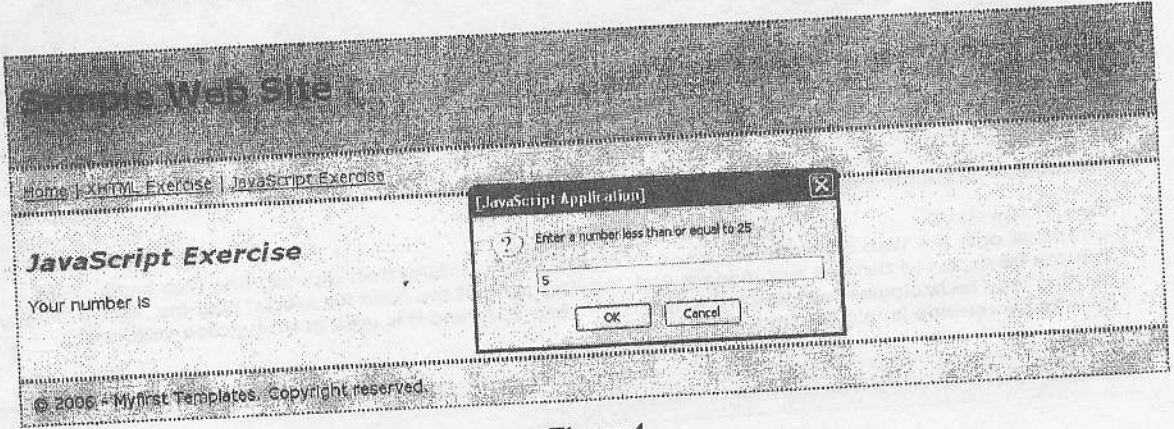 Sample Web Site
Home | XHTML Exercise | JavaScript Exercise
JavaScript Exercise
Your number is
[JavaScript Application]
Enter a number less than or equal to 25
5
OK Cancel
© 2006 - Myfirst Templates. Copyright reserved.